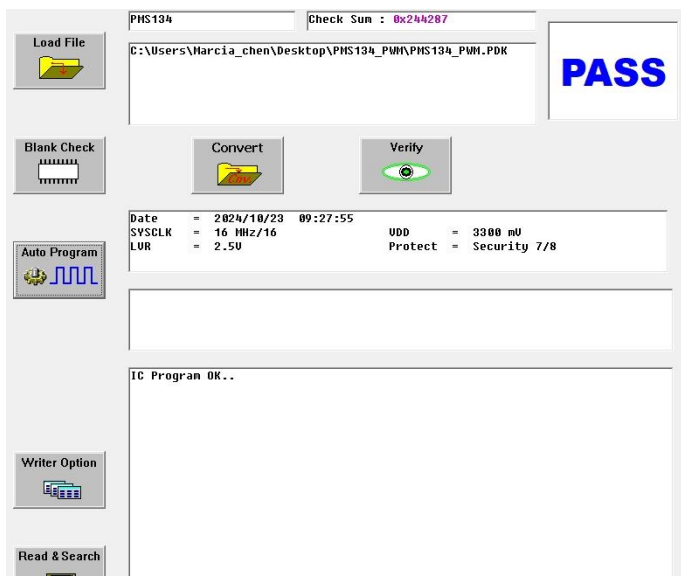 PMS134
Check Sum : 0x244287
Load File
C:\Users\Marcia_chen\Desktop\PMS134_PWM\PMS134_PWM.PDK
PASS
Blank Check
Convert
Cnv.
Verify
Date = 2024/10/23 09:27:55
SYSCLK = 16 MHz/16 VDD = 3300 mV
LVR = 2.5V Protect = Security 7/8
Auto Program
IC Program OK..
Writer Option
Read & Search